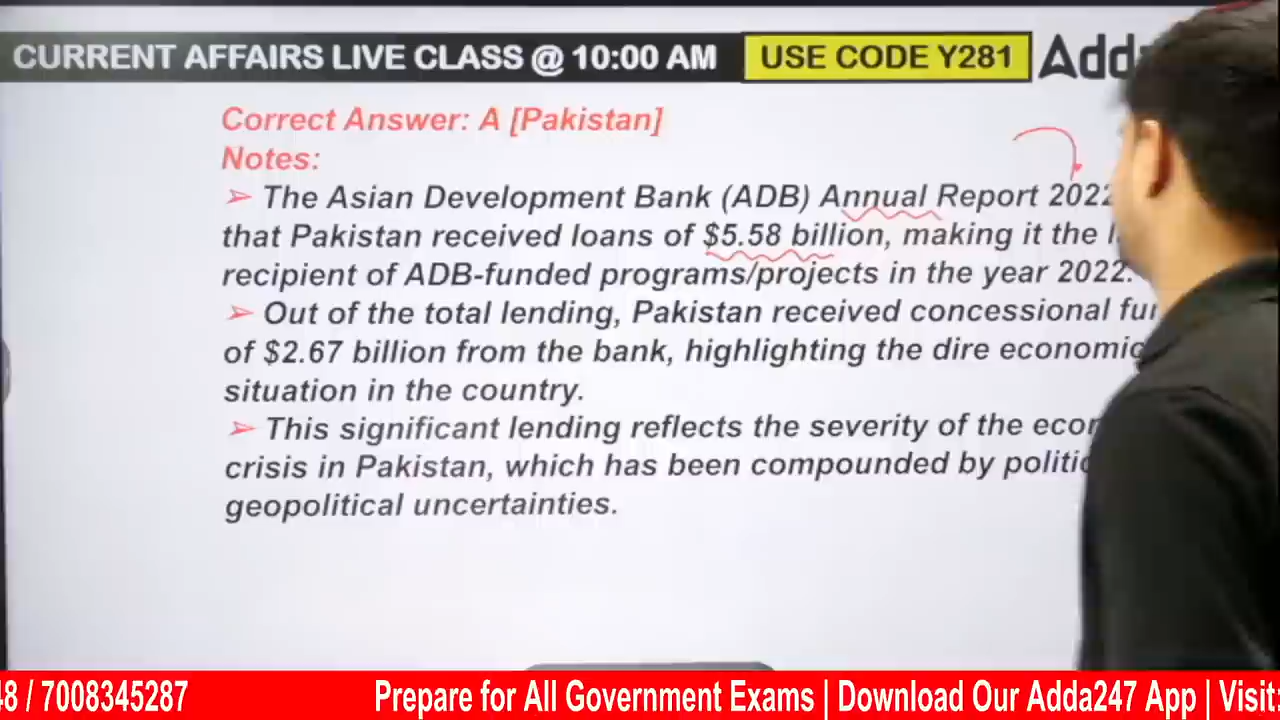 CURRENT AFFAIRS LIVE CLASS @ 10:00 AM USE CODE Y281
Correct Answer: A [Pakistan]
Notes:
➢ The Asian Development Bank (ADB) Annual Report 2022
that Pakistan received loans of $5.58 billion, making it the
recipient of ADB-funded programs/projects in the year 2022.
➢ Out of the total lending, Pakistan received concessional
of $2.67 billion from the bank, highlighting the dire economic
situation in the country.
➢ This significant lending reflects the severity of the
crisis in Pakistan, which has been compounded by
geopolitical uncertainties.
48 / 7008345287 Prepare for All Government Exams | Download Our Adda247 App | Visit: